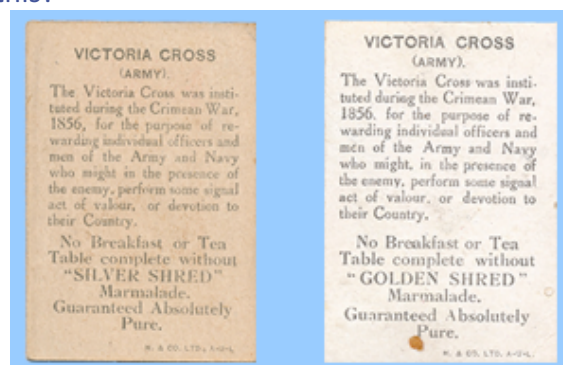 VICTORIA CROSS
(ARMY).
The Victoria Cross was insti-
tuted during the Crimean War,
1856, for the purpose of re-
warding individual officers and
men of the Army and Navy
who might in the presence of
the enemy, perform some signal
act of valour, or devotion to
their Country.
No Breakfast or Tea
Table complete without
"SILVER SHRED"
Marmalade.
Guaranteed Absolutely
Pure.
VICTORIA CROSS
(ARMY).
The Victoria Cross was insti-
tuted during the Crimean War,
1856, for the purpose of re-
warding individual officers and
men of the Army and Navy
who might, in the presence of
the enemy, perform some signal
act of valour, or devotion to
their Country.
No Breakfast or Tea
Table complete without
"GOLDEN SHRED"
Marmalade.
Guaranteed Absolutely
Pure.